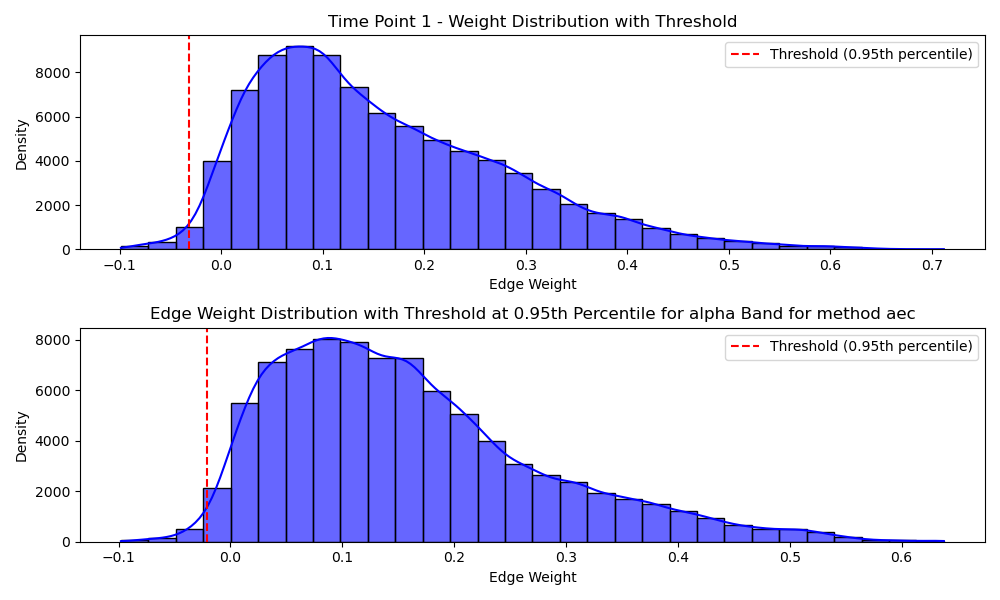 Time Point 1 - Weight Distribution with Threshold
Threshold (0.95th percentile)
Density
8000
6000
4000
2000
0
−0.1 0.0 0.1 0.2 0.3 0.4 0.5 0.6 0.7
Edge Weight
Edge Weight Distribution with Threshold at 0.95th Percentile for alpha Band for method aec
Threshold (0.95th percentile)
Density
8000
6000
4000
2000
0
−0.1 0.0 0.1 0.2 0.3 0.4 0.5 0.6
Edge Weight